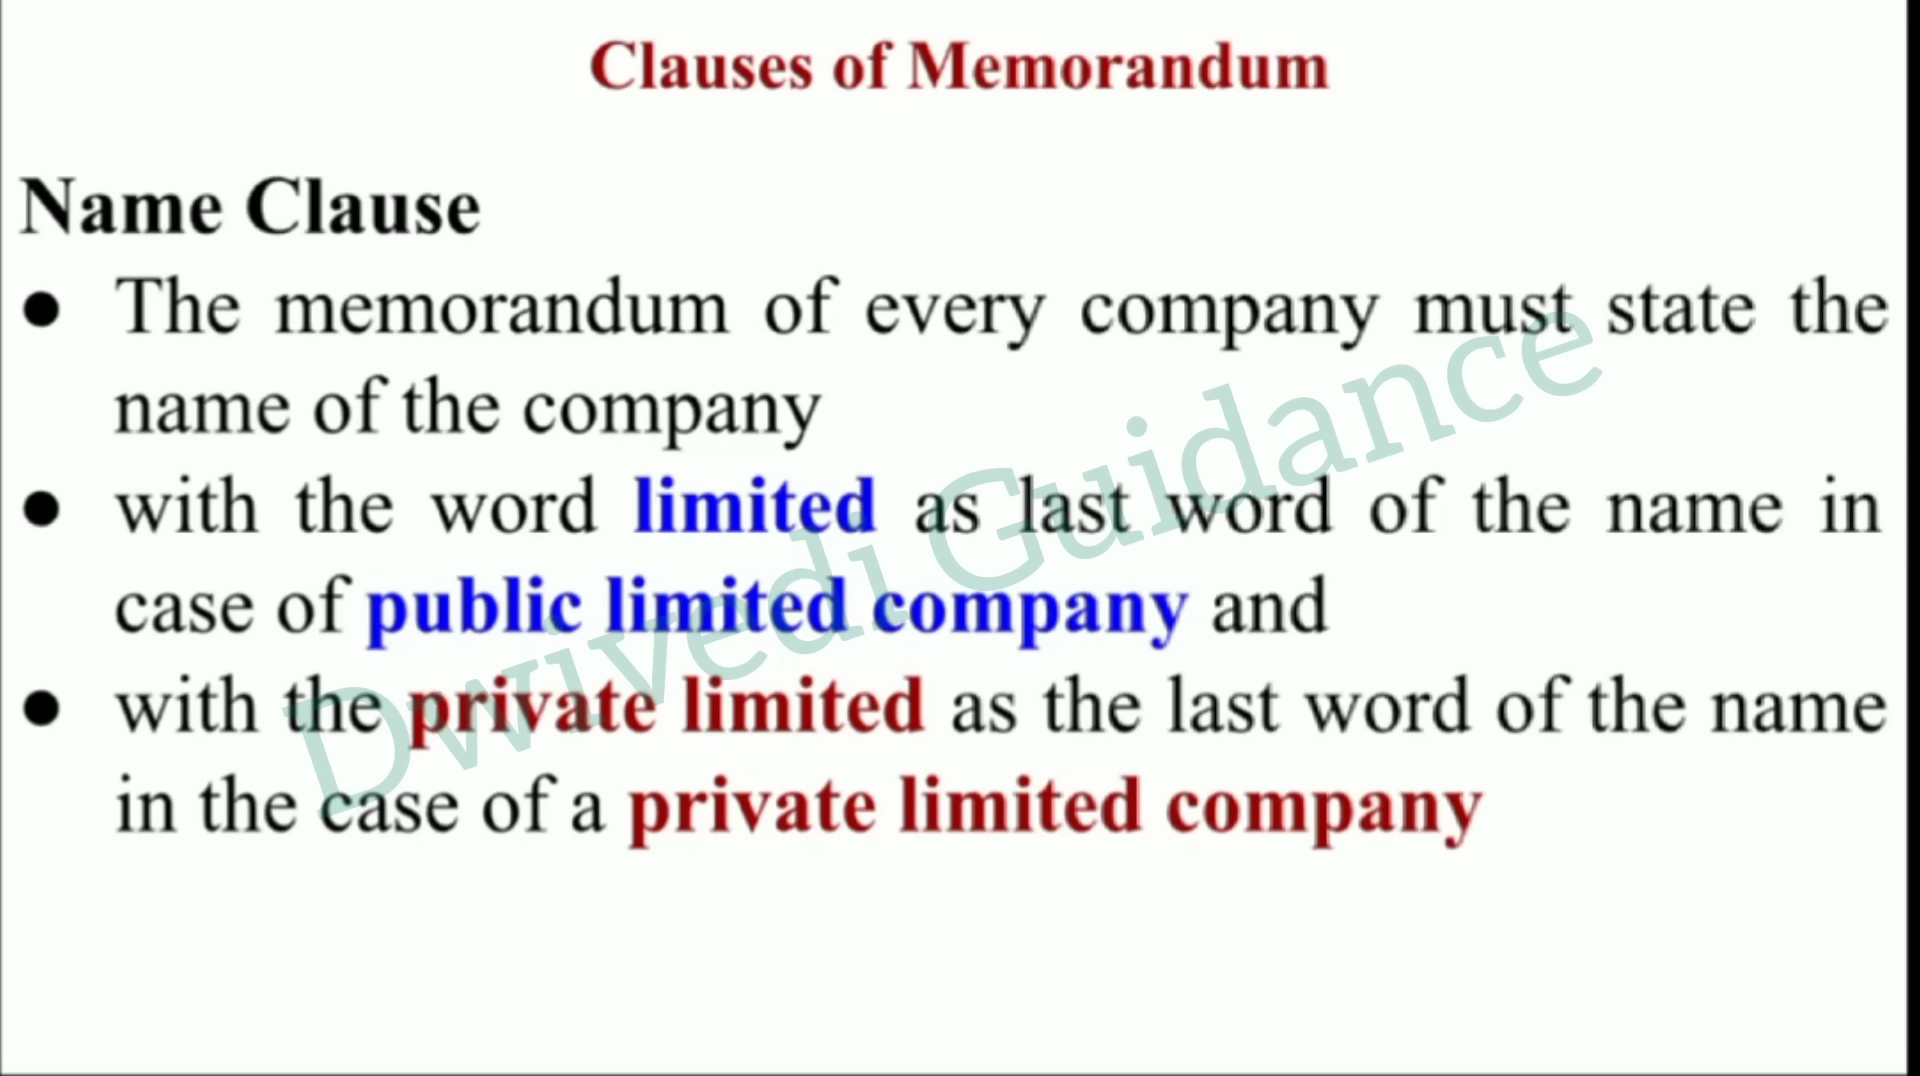 Clauses of Memorandum
Name Clause
● The memorandum of every company must state the
name of the company
● with the word limited as last word of the name in
case of public limited company and
● with the private limited as the last word of the name
in the case of a private limited company
Dwivedi Guidance